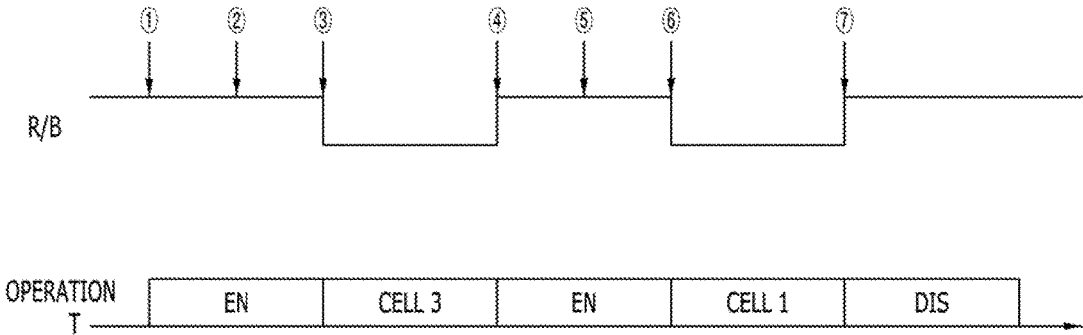 ① ② ③ ④ ⑤ ⑥ ⑦
R/B
OPERATION EN CELL 3 EN CELL 1 DIS
T